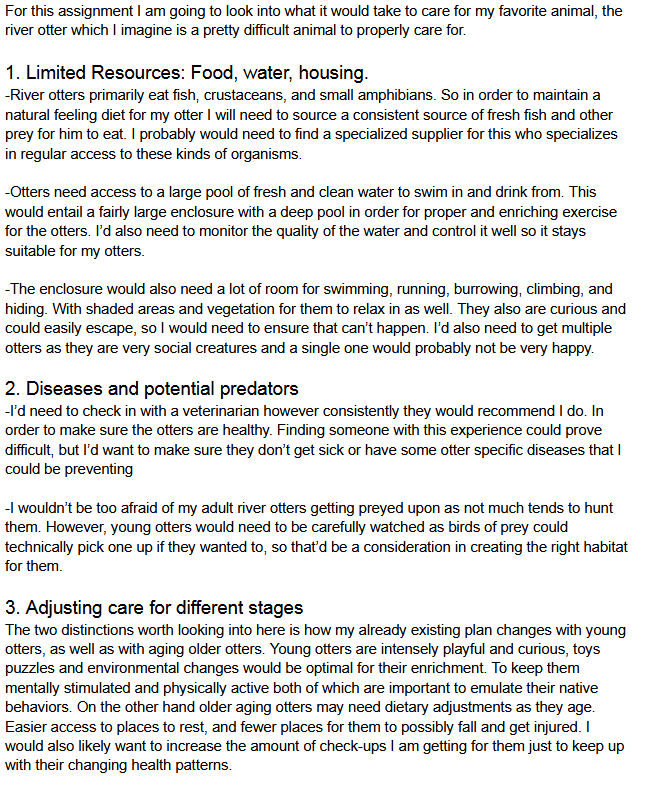 For this assignment I am going to look into what it would take to care for my favorite animal, the
river otter which I imagine is a pretty difficult animal to properly care for.
1. Limited Resources: Food, water, housing.
-River otters primarily eat fish, crustaceans, and small amphibians. So in order to maintain a
natural feeling diet for my otter I will need to source a consistent source of fresh fish and other
prey for him to eat. I probably would need to find a specialized supplier for this who specializes
in regular access to these kinds of organisms.
-Otters need access to a large pool of fresh and clean water to swim in and drink from. This
would entail a fairly large enclosure with a deep pool in order for proper and enriching exercise
for the otters. I'd also need to monitor the quality of the water and control it well so it stays
suitable for my otters.
-The enclosure would also need a lot of room for swimming, running, burrowing, climbing, and
hiding. With shaded areas and vegetation for them to relax in as well. They also are curious and
could easily escape, so I would need to ensure that can't happen. I'd also need to get multiple
otters as they are very social creatures and a single one would probably not be very happy.
2. Diseases and potential predators
-I'd need to check in with a veterinarian however consistently they would recommend I do. In
order to make sure the otters are healthy. Finding someone with this experience could prove
difficult, but I'd want to make sure they don't get sick or have some otter specific diseases that I
could be preventing
-I wouldn't be too afraid of my adult river otters getting preyed upon as not much tends to hunt
them. However, young otters would need to be carefully watched as birds of prey could
technically pick one up if they wanted to, so that'd be a consideration in creating the right habitat
for them.
3. Adjusting care for different stages
The two distinctions worth looking into here is how my already existing plan changes with young
otters, as well as with aging older otters. Young otters are intensely playful and curious, toys
puzzles and environmental changes would be optimal for their enrichment. To keep them
mentally stimulated and physically active both of which are important to emulate their native
behaviors. On the other hand older aging otters may need dietary adjustments as they age.
Easier access to places to rest, and fewer places for them to possibly fall and get injured. I
would also likely want to increase the amount of check-ups I am getting for them just to keep up
with their changing health patterns.